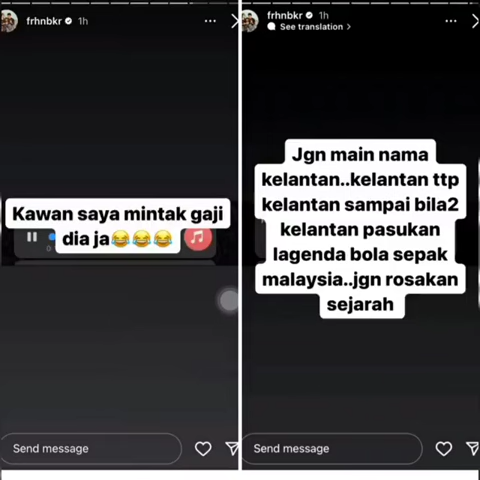 frhnbkr 1h
Kawan saya mintak gaji
dia ja😂😂😂
Send message
frhnbkr 1h
See translation >
Jgn main nama
kelantan..kelantan ttp
kelantan sampai bila2
kelantan pasukan
lagenda bola sepak
malaysia..jgn rosakan
sejarah
Send message